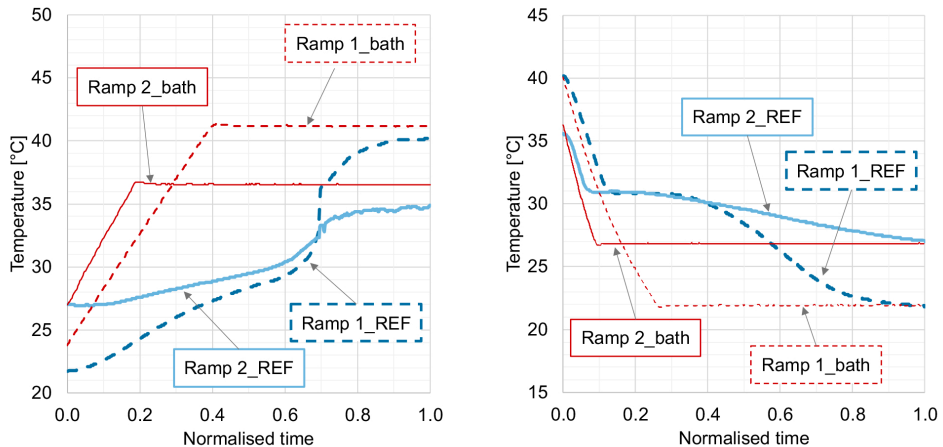 50
45
40
35
30
25
20
Temperature [°C]
Ramp 1_bath
Ramp 2_bath
Ramp 1_REF
Ramp 2_REF
0.0 0.2 0.4 0.6 0.8 1.0
Normalised time
45
40
35
30
25
20
15
Temperature [°C]
Ramp 2_REF
Ramp 1_REF
Ramp 2_bath
Ramp 1_bath
0.0 0.2 0.4 0.6 0.8 1.0
Normalised time